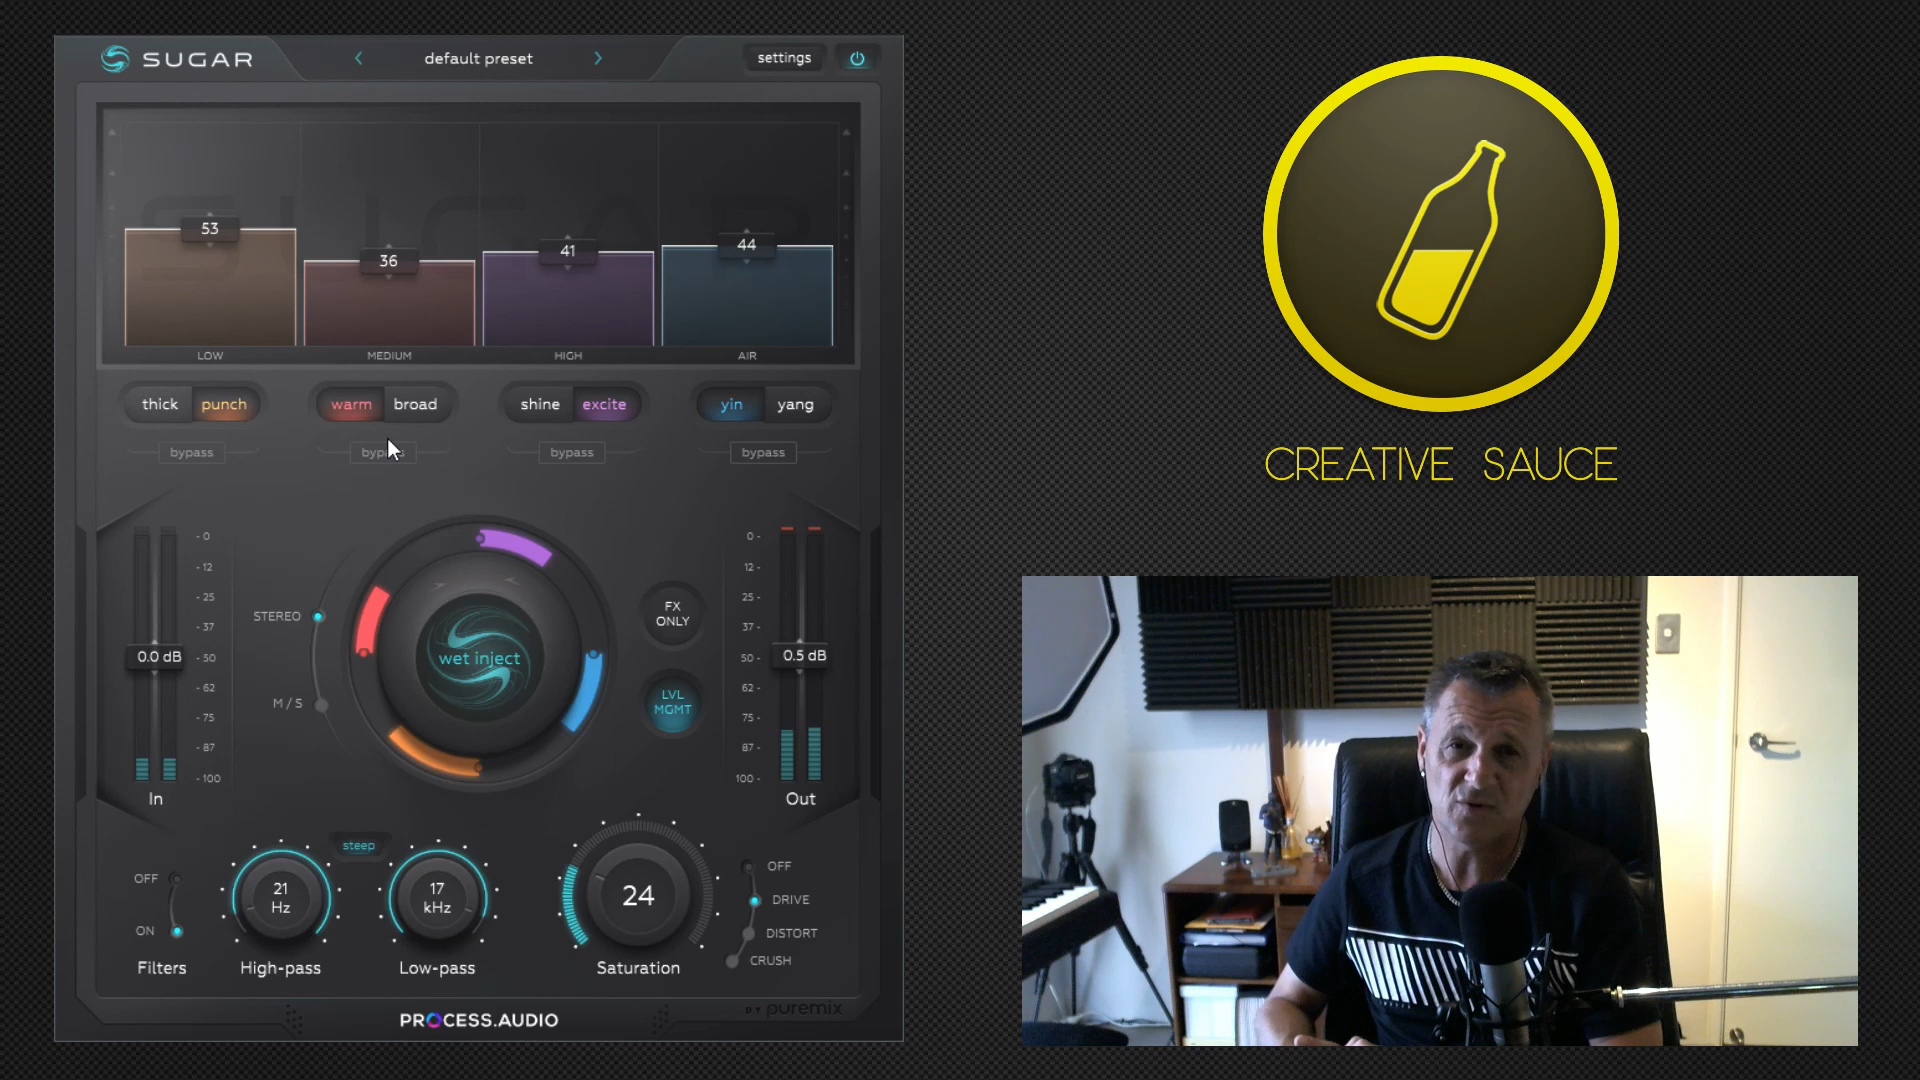 SUGAR
default preset
settings
53
36
41
44
LOW
MEDIUM
HIGH
AIR
thick
punch
warm
broad
shine
excite
yin
yang
bypass
bypass
bypass
CREATIVE SAUCE
0
12
25
37
50
62
75
87
100
0.0 dB
In
STEREO
M / S
wet inject
FX
ONLY
LVL
MGMT
0
12
25
37
50
62
75
87
100
0.5 dB
Out
OFF
ON
Filters
21
Hz
High-pass
steep
17
kHz
Low-pass
24
Saturation
OFF
DRIVE
DISTORT
CRUSH
PROCESS.AUDIO
BY puremix